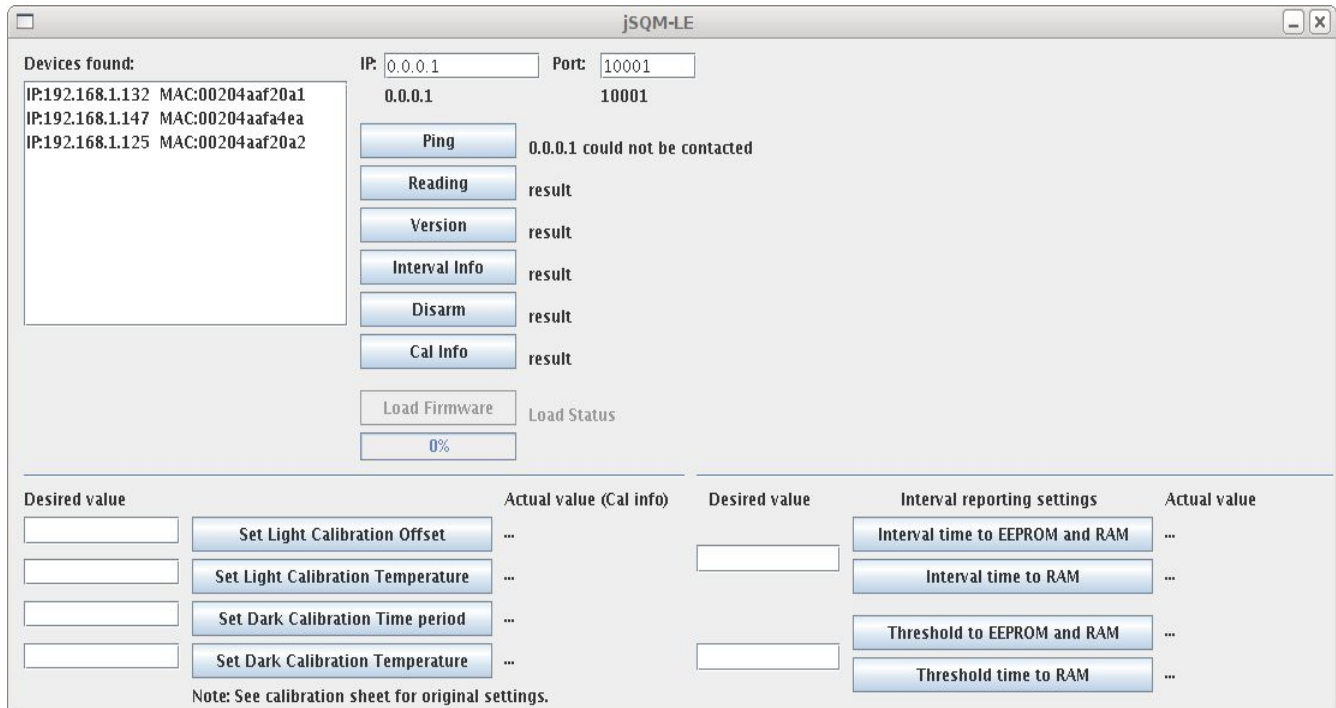 jSQM-LE
Devices found:
IP:192.168.1.132 MAC:00204aaf20a1
IP:192.168.1.147 MAC:00204aafa4ea
IP:192.168.1.125 MAC:00204aaf20a2
IP: 0.0.0.1 Port: 10001
0.0.0.1 10001
Ping 0.0.0.1 could not be contacted
Reading result
Version result
Interval Info result
Disarm result
Cal Info result
Load Firmware Load Status
0%
Desired value Actual value (Cal info)
Set Light Calibration Offset ...
Set Light Calibration Temperature ...
Set Dark Calibration Time period ...
Set Dark Calibration Temperature ...
Note: See calibration sheet for original settings.
Desired value Interval reporting settings Actual value
Interval time to EEPROM and RAM ...
Interval time to RAM ...
Threshold to EEPROM and RAM ...
Threshold time to RAM ...